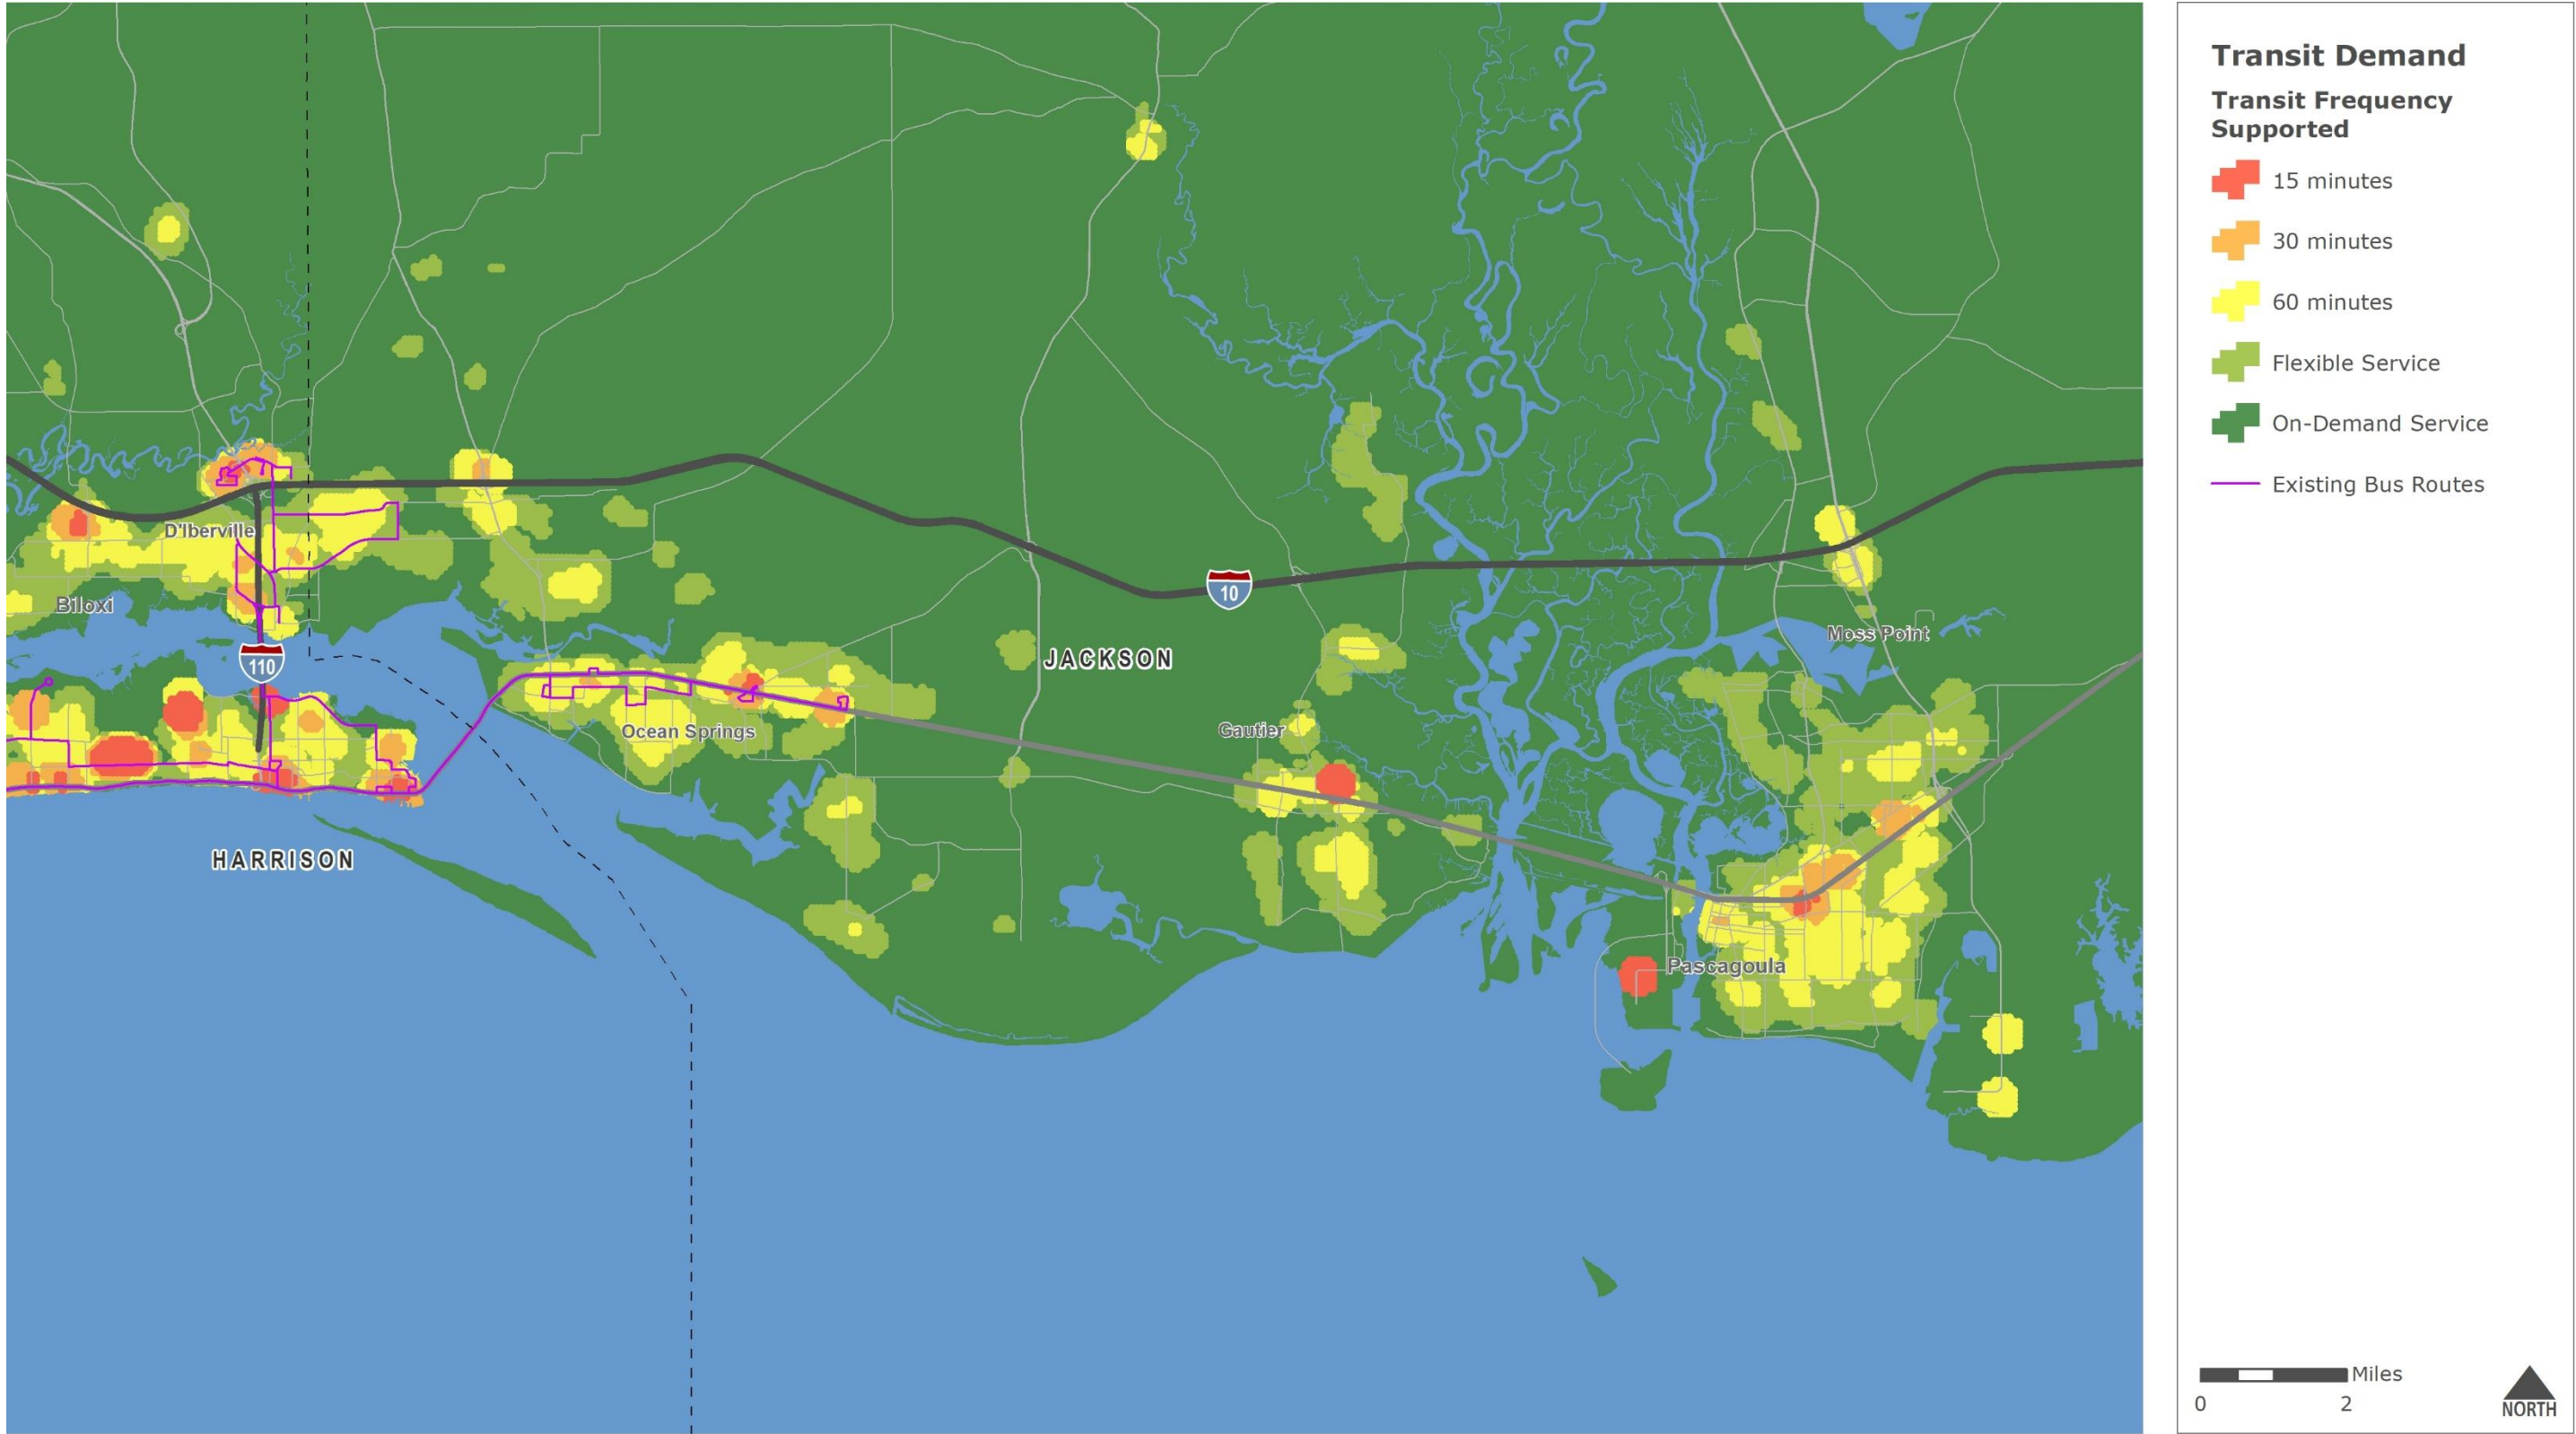 Transit Demand
Transit Frequency
Supported
15 minutes
30 minutes
60 minutes
Flexible Service
On-Demand Service
Existing Bus Routes
D'Iberville
Biloxi
110
10
JACKSON
Moss Point
Ocean Springs
Gautier
HARRISON
Pascagoula
Miles
0 2
NORTH